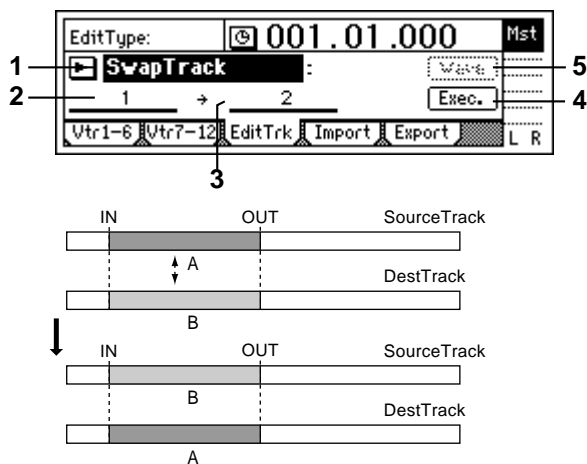 EditType: 001.01.000 Mst
1 SwapTrack : Wave 5
2 1 → 2 Exec. 4
Vtr1-6 Vtr7-12 EditTrk Import Export L R
3
IN OUT SourceTrack
A
DestTrack
B
IN OUT SourceTrack
B
DestTrack
A